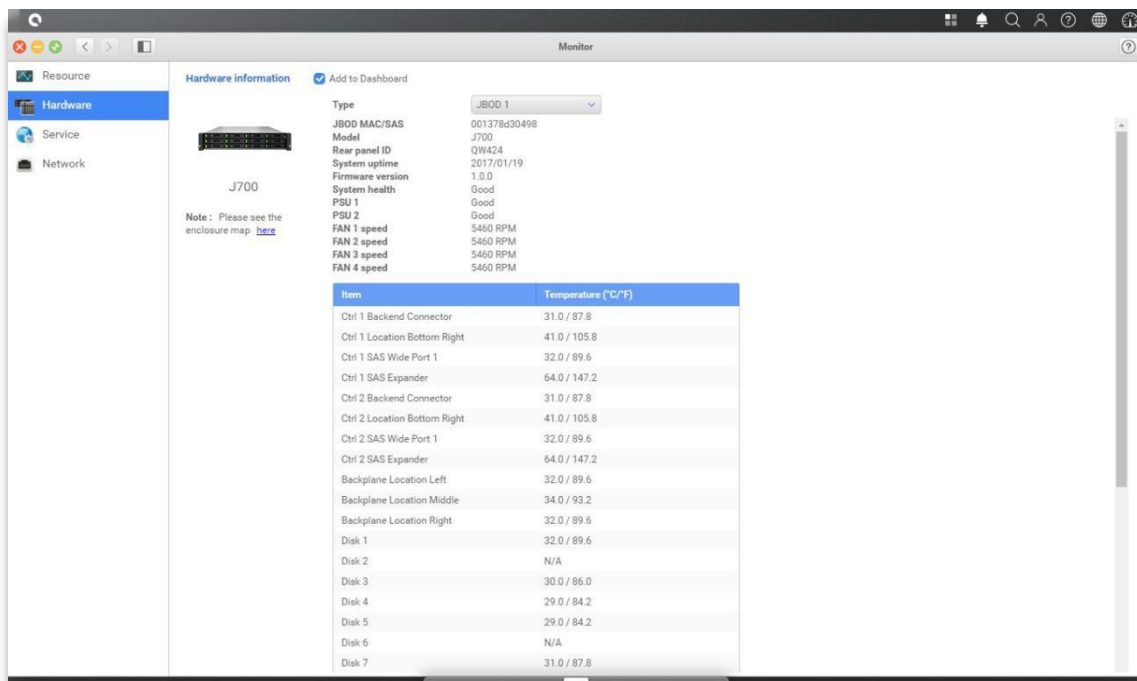 Monitor
Resource
Hardware
Service
Network
Hardware information
Add to Dashboard
J700
Note : Please see the
enclosure map here
Type JBOD 1
JBOD MAC/SAS 001378d30498
Model J700
Rear panel ID QW424
System uptime 2017/01/19
Firmware version 1.0.0
System health Good
PSU 1 Good
PSU 2 Good
FAN 1 speed 5460 RPM
FAN 2 speed 5460 RPM
FAN 3 speed 5460 RPM
FAN 4 speed 5460 RPM
Item Temperature (°C/°F)
Ctrl 1 Backend Connector 31.0 / 87.8
Ctrl 1 Location Bottom Right 41.0 / 105.8
Ctrl 1 SAS Wide Port 1 32.0 / 89.6
Ctrl 1 SAS Expander 64.0 / 147.2
Ctrl 2 Backend Connector 31.0 / 87.8
Ctrl 2 Location Bottom Right 41.0 / 105.8
Ctrl 2 SAS Wide Port 1 32.0 / 89.6
Ctrl 2 SAS Expander 64.0 / 147.2
Backplane Location Left 32.0 / 89.6
Backplane Location Middle 34.0 / 93.2
Backplane Location Right 32.0 / 89.6
Disk 1 32.0 / 89.6
Disk 2 N/A
Disk 3 30.0 / 86.0
Disk 4 29.0 / 84.2
Disk 5 29.0 / 84.2
Disk 6 N/A
Disk 7 31.0 / 87.8